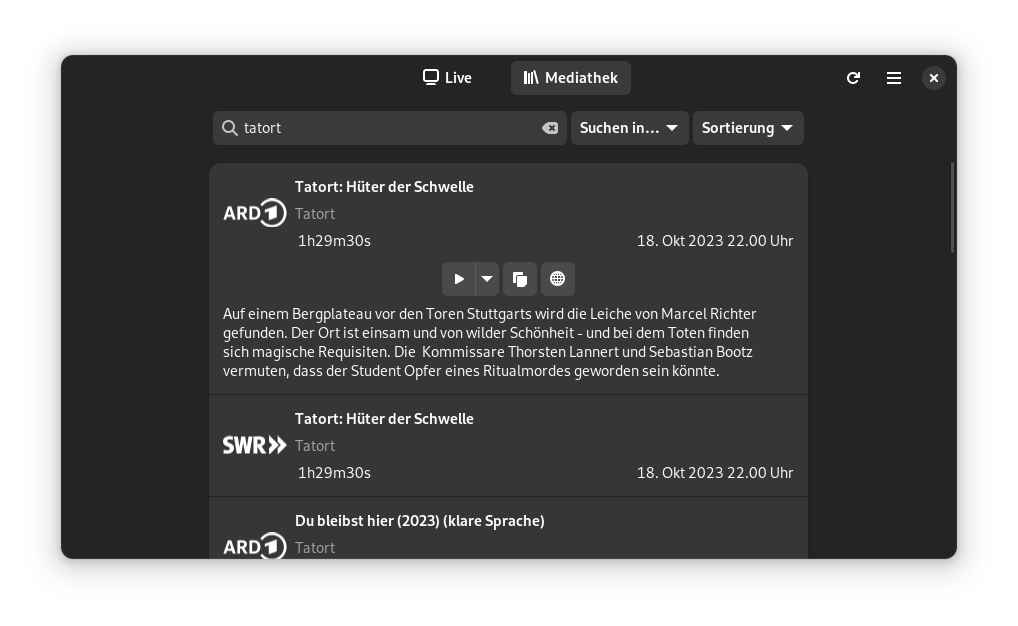 Live
Mediathek
tatort
Suchen in...
Sortierung
Tatort: Hüter der Schwelle
ARD 1
Tatort
1h29m30s
18. Okt 2023 22.00 Uhr
Auf einem Bergplateau vor den Toren Stuttgarts wird die Leiche von Marcel Richter
gefunden. Der Ort ist einsam und von wilder Schönheit - und bei dem Toten finden
sich magische Requisiten. Die  Kommissare Thorsten Lannert und Sebastian Bootz
vermuten, dass der Student Opfer eines Ritualmordes geworden sein könnte.
Tatort: Hüter der Schwelle
SWR
Tatort
1h29m30s
18. Okt 2023 22.00 Uhr
Du bleibst hier (2023) (klare Sprache)
ARD 1
Tatort